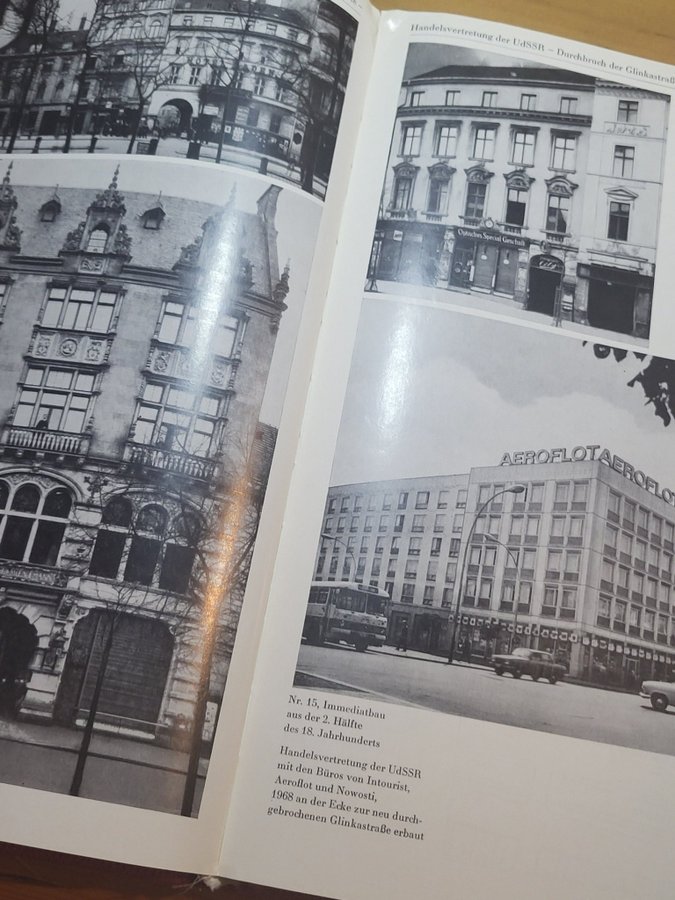 Handelsvertretung der UdSSR – Durchbruch der Glinkastraße
Optisches Special Geschäft
AEROFLOT AEROFLOT
Nr. 15, Immediatbau
aus der 2. Hälfte
des 18. Jahrhunderts
Handelsvertretung der UdSSR
mit den Büros von Intourist,
Aeroflot und Nowosti,
1968 an der Ecke zur neu durch-
gebrochenen Glinkastraße erbaut